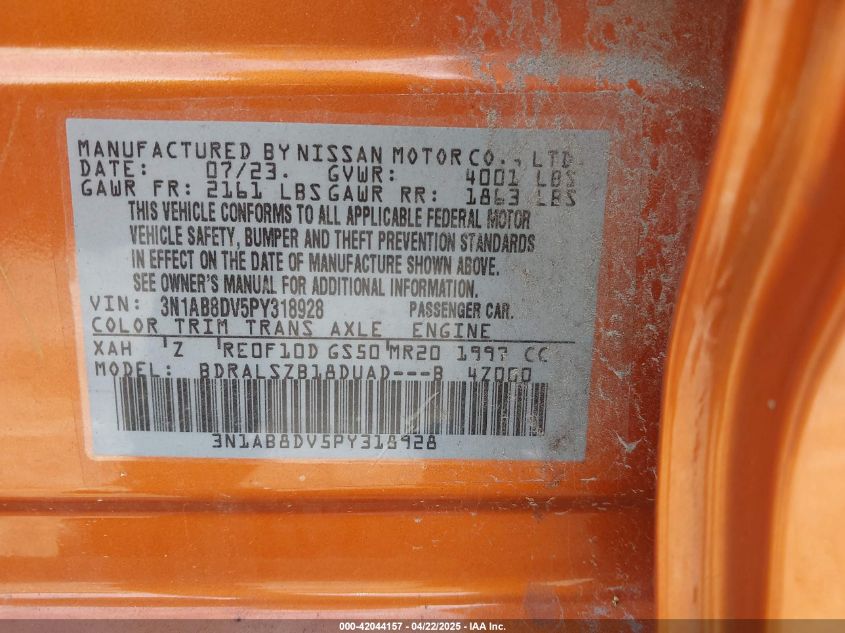 MANUFACTURED BY NISSAN MOTOR CO., LTD.
DATE: 07/23. GVWR: 4001 LBS
GAWR FR: 2161 LBS GAWR RR: 1863 LBS
THIS VEHICLE CONFORMS TO ALL APPLICABLE FEDERAL MOTOR
VEHICLE SAFETY, BUMPER AND THEFT PREVENTION STANDARDS
IN EFFECT ON THE DATE OF MANUFACTURE SHOWN ABOVE.
SEE OWNER'S MANUAL FOR ADDITIONAL INFORMATION.
VIN: 3N1AB8DV5PY318928 PASSENGER CAR.
COLOR TRIM TRANS AXLE ENGINE
XAH Z RE0F10D GS50 MR20 1997 CC
MODEL: BDRALSZB18DUAD---B 47000
3N1AB8DV5PY318928
000-42044157 - 04/22/2025 - IAA Inc.